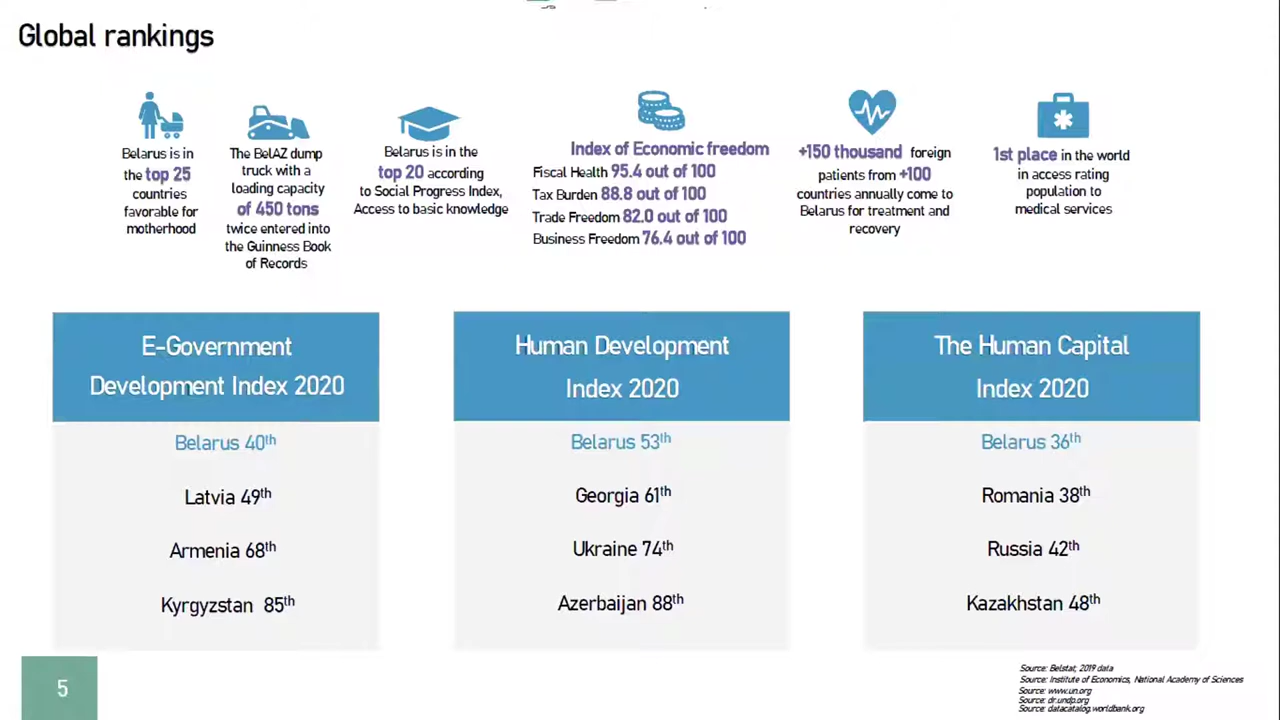 Global rankings
Belarus is in
the top 25
countries
favorable for
motherhood
The BelAZ dump
truck with a
loading capacity
of 450 tons
twice entered into
the Guinness Book
of Records
Belarus is in the
top 20 according
to Social Progress Index,
Access to basic knowledge
Index of Economic freedom
Fiscal Health 95.4 out of 100
Tax Burden 88.8 out of 100
Trade Freedom 82.0 out of 100
Business Freedom 76.4 out of 100
+150 thousand foreign
patients from +100
countries annually come to
Belarus for treatment and
recovery
1st place in the world
in access rating
population to
medical services
E-Government
Development Index 2020
Belarus 40th
Latvia 49th
Armenia 68th
Kyrgyzstan 85th
Human Development
Index 2020
Belarus 53th
Georgia 61th
Ukraine 74th
Azerbaijan 88th
The Human Capital
Index 2020
Belarus 36th
Romania 38th
Russia 42th
Kazakhstan 48th
5
Source: Belstat, 2019 data
Source: Institute of Economics, National Academy of Sciences
Source: www.un.org
Source: dr.undp.org
Source: datacatalog.worldbank.org